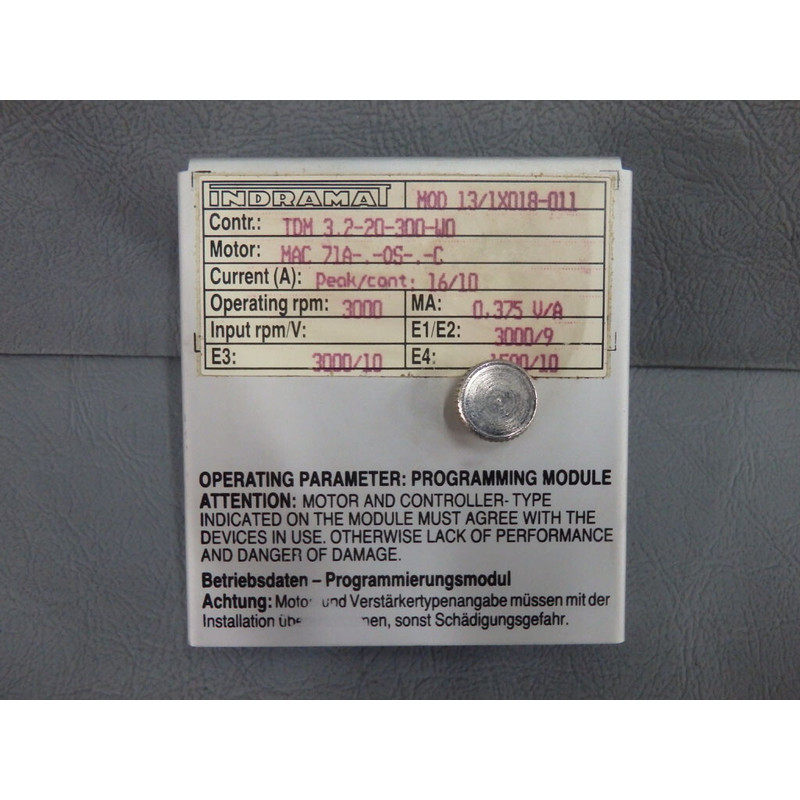 INDRAMAT MOD 13/1X018-011
Contr.: TDM 3.2-20-300-W0
Motor: MAC 71A-.-OS-.-C
Current (A): Peak/cont: 16/10
Operating rpm: 3000 MA: 0.375 V/A
Input rpm/V: E1/E2: 3000/9
E3: 3000/10 E4: 1500/10
OPERATING PARAMETER: PROGRAMMING MODULE
ATTENTION: MOTOR AND CONTROLLER-TYPE
INDICATED ON THE MODULE MUST AGREE WITH THE
DEVICES IN USE. OTHERWISE LACK OF PERFORMANCE
AND DANGER OF DAMAGE.
Betriebsdaten – Programmierungsmodul
Achtung: Motor und Verstärkertypenangabe müssen mit der
Installation sonst Schädigungsgefahr.